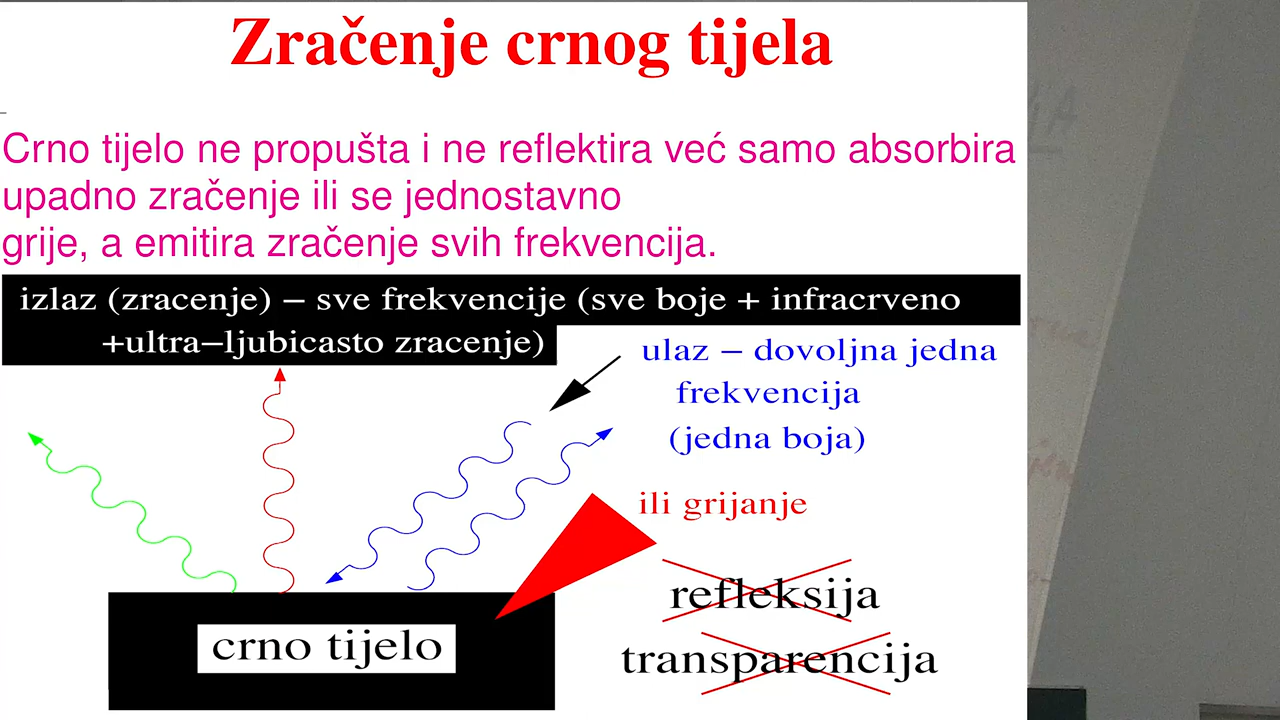 Zračenje crnog tijela
Crno tijelo ne propušta i ne reflektira već samo absorbira
upadno zračenje ili se jednostavno
grije, a emitira zračenje svih frekvencija.
izlaz (zracenje) – sve frekvencije (sve boje + infracrveno
+ultra–ljubicasto zracenje)
ulaz – dovoljna jedna
frekvencija
(jedna boja)
ili grijanje
refleksija
transparencija
crno tijelo